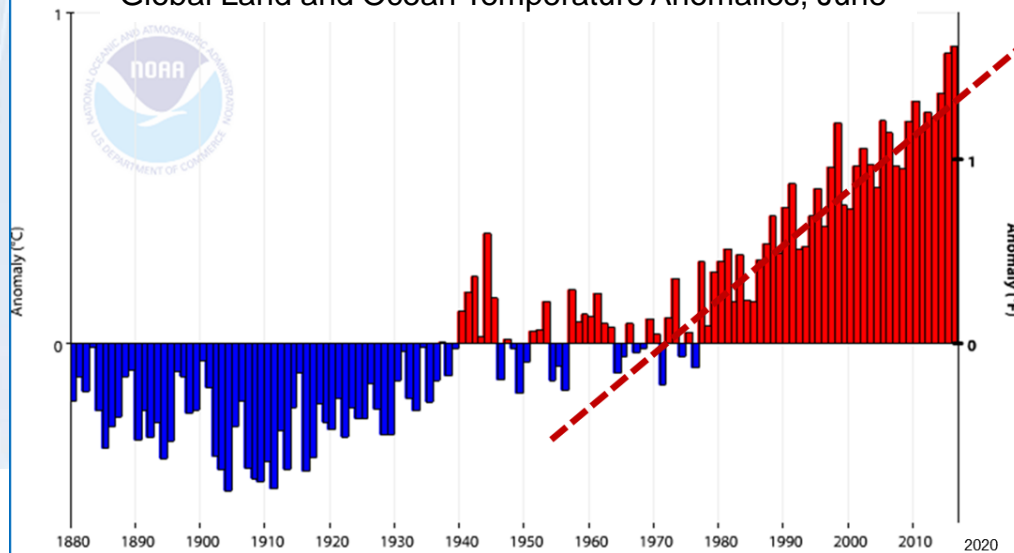 Global Land and Ocean Temperature Anomalies, June
1
NATIONAL OCEANIC AND ATMOSPHERIC ADMINISTRATION
NOAA
U.S. DEPARTMENT OF COMMERCE
Anomaly (°C)
1
Anomaly (°F)
0
0
1880 1890 1900 1910 1920 1930 1940 1950 1960 1970 1980 1990 2000 2010 2020